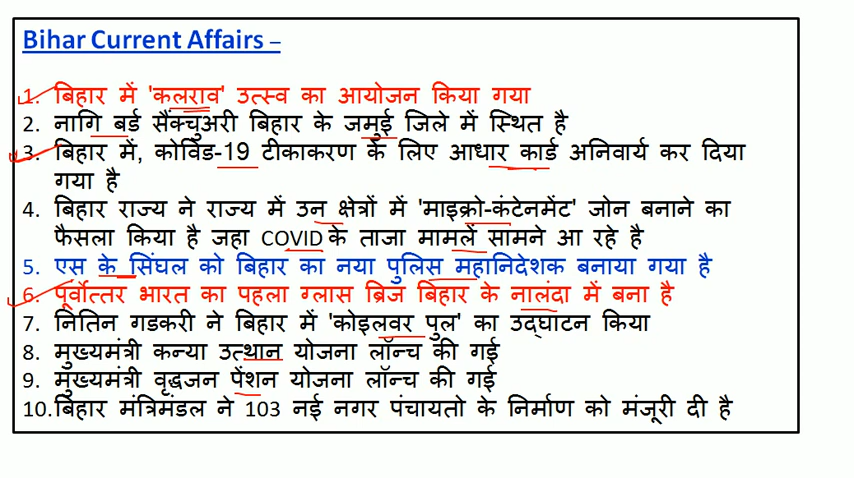 Bihar Current Affairs –
1. बिहार में 'कलराव' उत्स्व का आयोजन किया गया
2. नागि बर्ड सैंक्चुअरी बिहार के जमुई जिले में स्थित है
3. बिहार में, कोविड-19 टीकाकरण के लिए आधार कार्ड अनिवार्य कर दिया
गया है
4. बिहार राज्य ने राज्य में उन क्षेत्रों में 'माइक्रो-कंटेनमेंट' जोन बनाने का
फैसला किया है जहा COVID के ताजा मामलें सामने आ रहे है
5. एस के सिंघल को बिहार का नया पुलिस महानिदेशक बनाया गया है
6. पूर्वोत्तर भारत का पहला ग्लास ब्रिज बिहार के नालंदा में बना है
7. नितिन गडकरी ने बिहार में 'कोइलवर पुल' का उद्घाटन किया
8. मुख्यमंत्री कन्या उत्थान योजना लॉन्च की गई
9. मुख्यमंत्री वृद्धजन पेंशन योजना लॉन्च की गई
10. बिहार मंत्रिमंडल ने 103 नई नगर पंचायतो के निर्माण को मंजूरी दी है